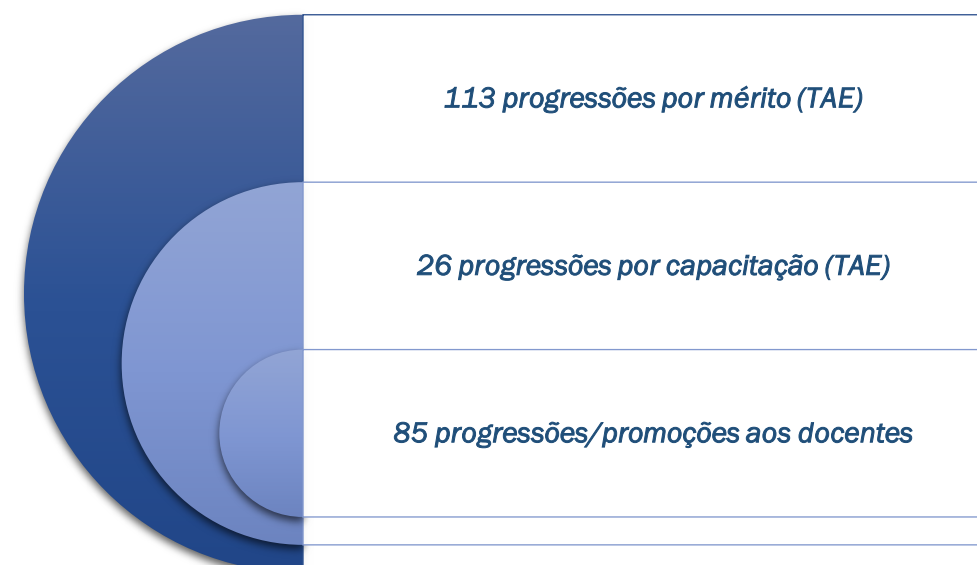 113 progressões por mérito (TAE)
26 progressões por capacitação (TAE)
85 progressões/promoções aos docentes